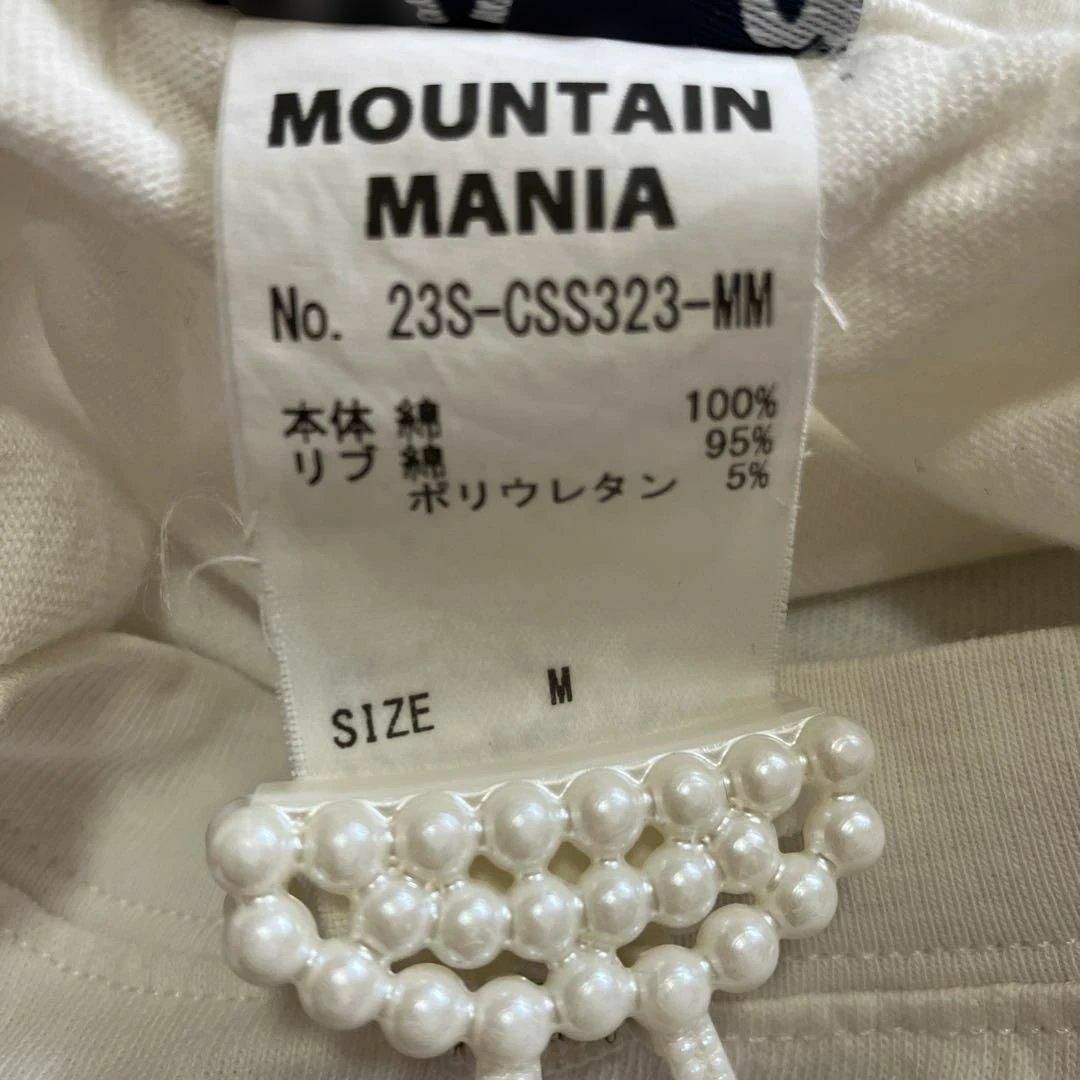 MOUNTAIN
MANIA
No. 23S-CSS323-MM
本体 綿 100%
リブ 綿 95%
ポリウレタン 5%
SIZE M